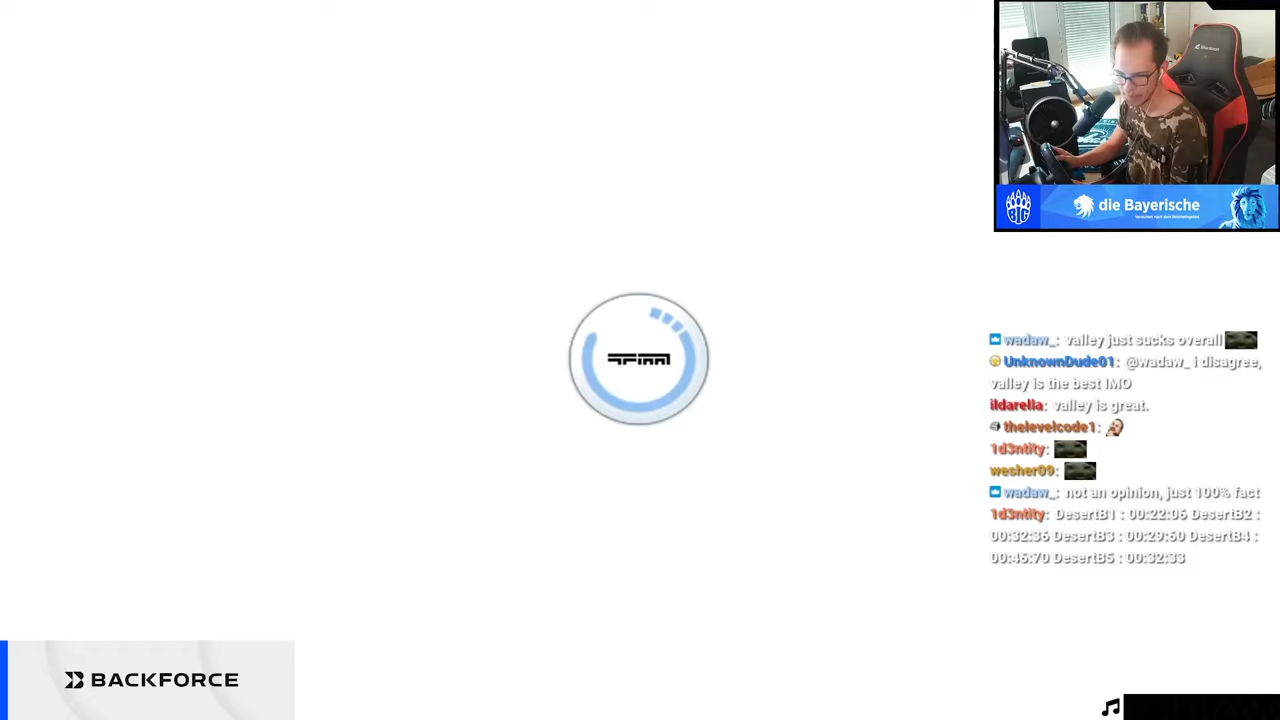 die Bayerische
BIG
wadaw_: valley just sucks overall
UnknownDude01: @wadaw_ i disagree,
valley is the best IMO
ildarella: valley is great.
thelevelcode1:
1d3ntity:
wesher09:
wadaw_: not an opinion, just 100% fact
1d3ntity: DesertB1 : 00:22:06 DesertB2 :
00:32:36 DesertB3 : 00:29:60 DesertB4 :
00:46:70 DesertB5 : 00:32:33
BACKFORCE